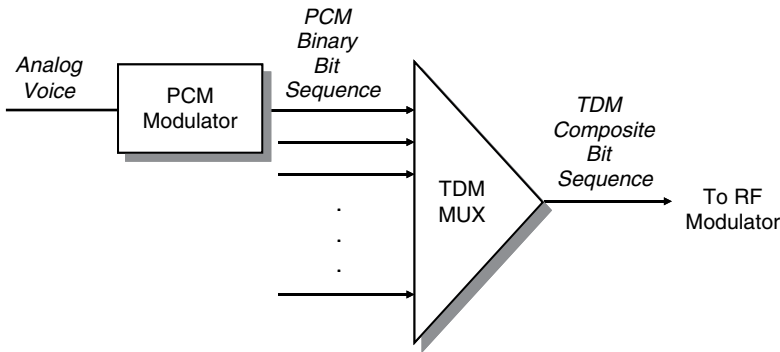 Analog
Voice
PCM
Modulator
PCM
Binary
Bit
Sequence
TDM
MUX
TDM
Composite
Bit
Sequence
To RF
Modulator